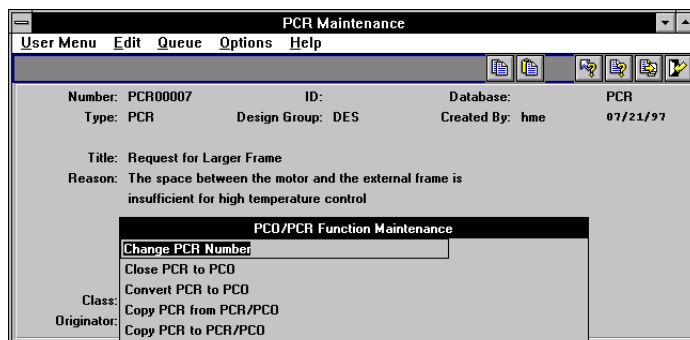 PCR Maintenance
User Menu Edit Queue Options Help
Number: PCR00007 ID: Database: PCR
Type: PCR Design Group: DES Created By: hme 07/21/97
Title: Request for Larger Frame
Reason: The space between the motor and the external frame is
insufficient for high temperature control
PCO/PCR Function Maintenance
Change PCR Number
Close PCR to PCO
Convert PCR to PCO
Class:
Copy PCR from PCR/PCO
Originator:
Copy PCR to PCR/PCO